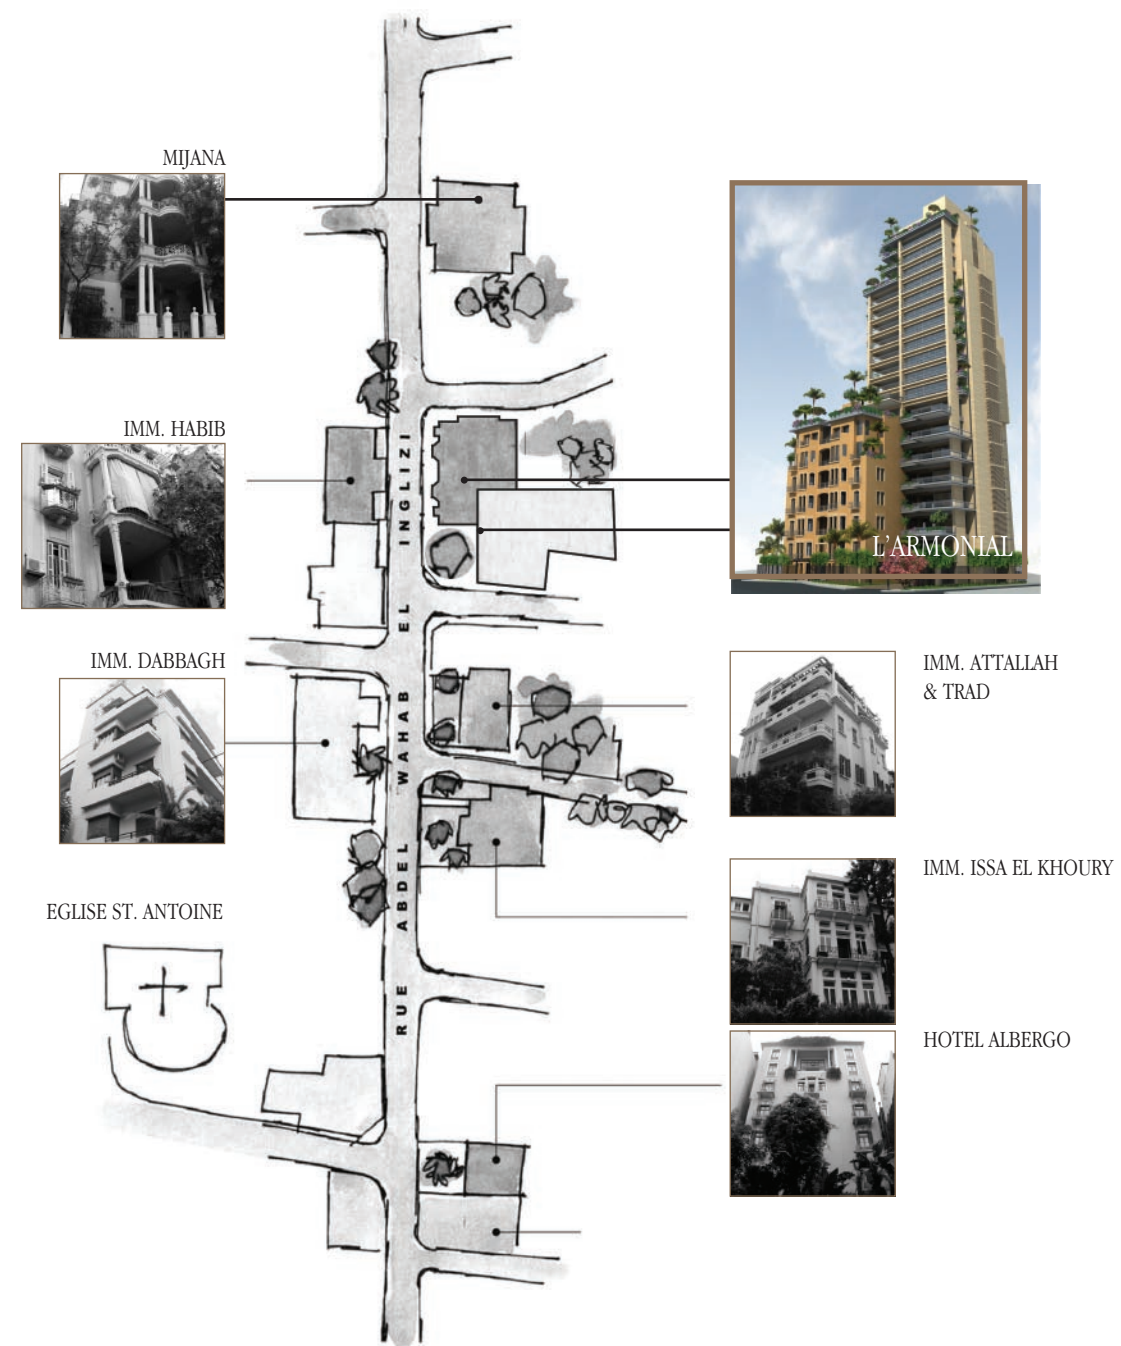 MIJANA
IMM. HABIB
IMM. DABBAGH
EGLISE ST. ANTOINE
RUE ABDEL WAHAB EL INGLIZI
L'ARMONIAL
IMM. ATTALLAH
& TRAD
IMM. ISSA EL KHOURY
HOTEL ALBERGO